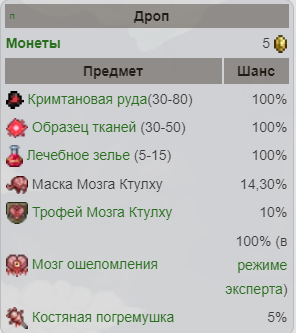 п
Дроп
Монеты 5
Предмет Шанс
Кримтановая руда(30-80) 100%
Образец тканей (30-50) 100%
Лечебное зелье (5-15) 100%
Маска Мозга Ктулху 14,30%
Трофей Мозга Ктулху 10%
Мозг ошеломления 100% (в
режиме
эксперта)
Костяная погремушка 5%